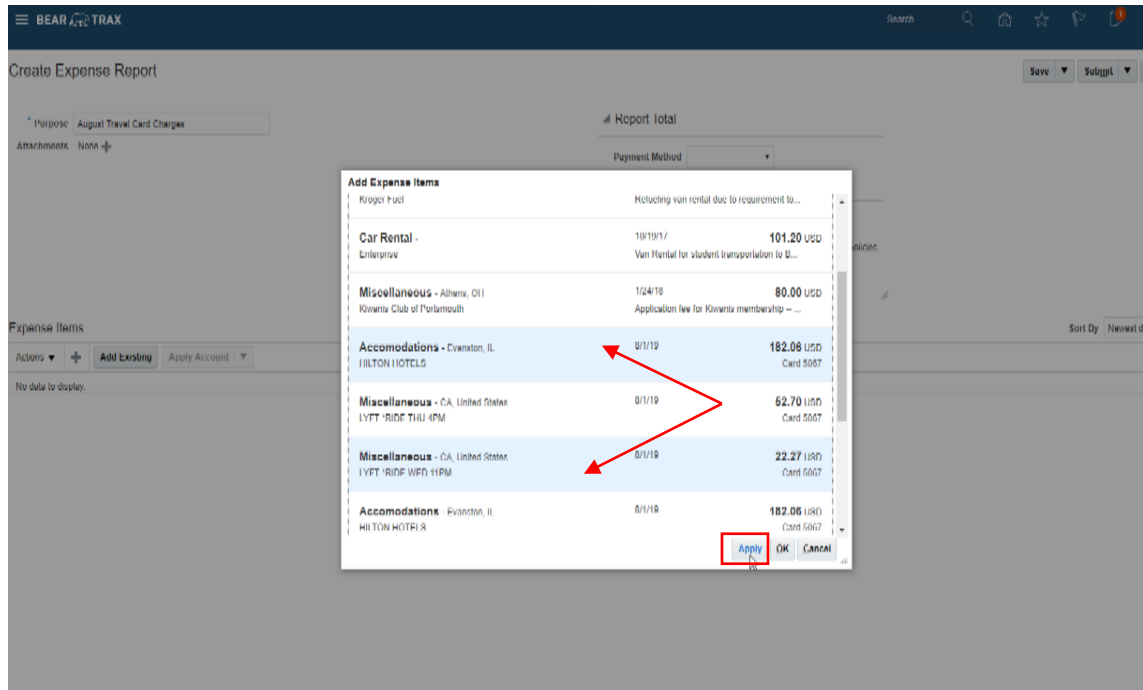 BEAR TRAX
Search
Create Expense Report
Save
Submit
* Purpose August Travel Card Charges
Report Total
Attachments None
Payment Method
Add Expense Items
Kroger Fuel Refueling van rental due to requirement to...
Car Rental - 10/19/17 101.20 USD
Enterprise Van Rental for student transportation to B...
policies
Miscellaneous - Athens, OH 1/24/18 80.00 USD
Kiwanis Club of Portsmouth Application fee for Kiwanis membership -- ...
Expense Items
Sort By Newest d
Accomodations - Evanston, IL 8/1/19 182.06 USD
HILTON HOTELS Card 5067
Actions Add Existing Apply Account
No data to display.
Miscellaneous - CA, United States 8/1/19 52.70 USD
LYFT *RIDE THU 4PM Card 5067
Miscellaneous - CA, United States 8/1/19 22.27 USD
LYFT *RIDE WED 11PM Card 5067
Accomodations - Evanston, IL 8/1/19 182.06 USD
HILTON HOTELS Card 5067
Apply OK Cancel